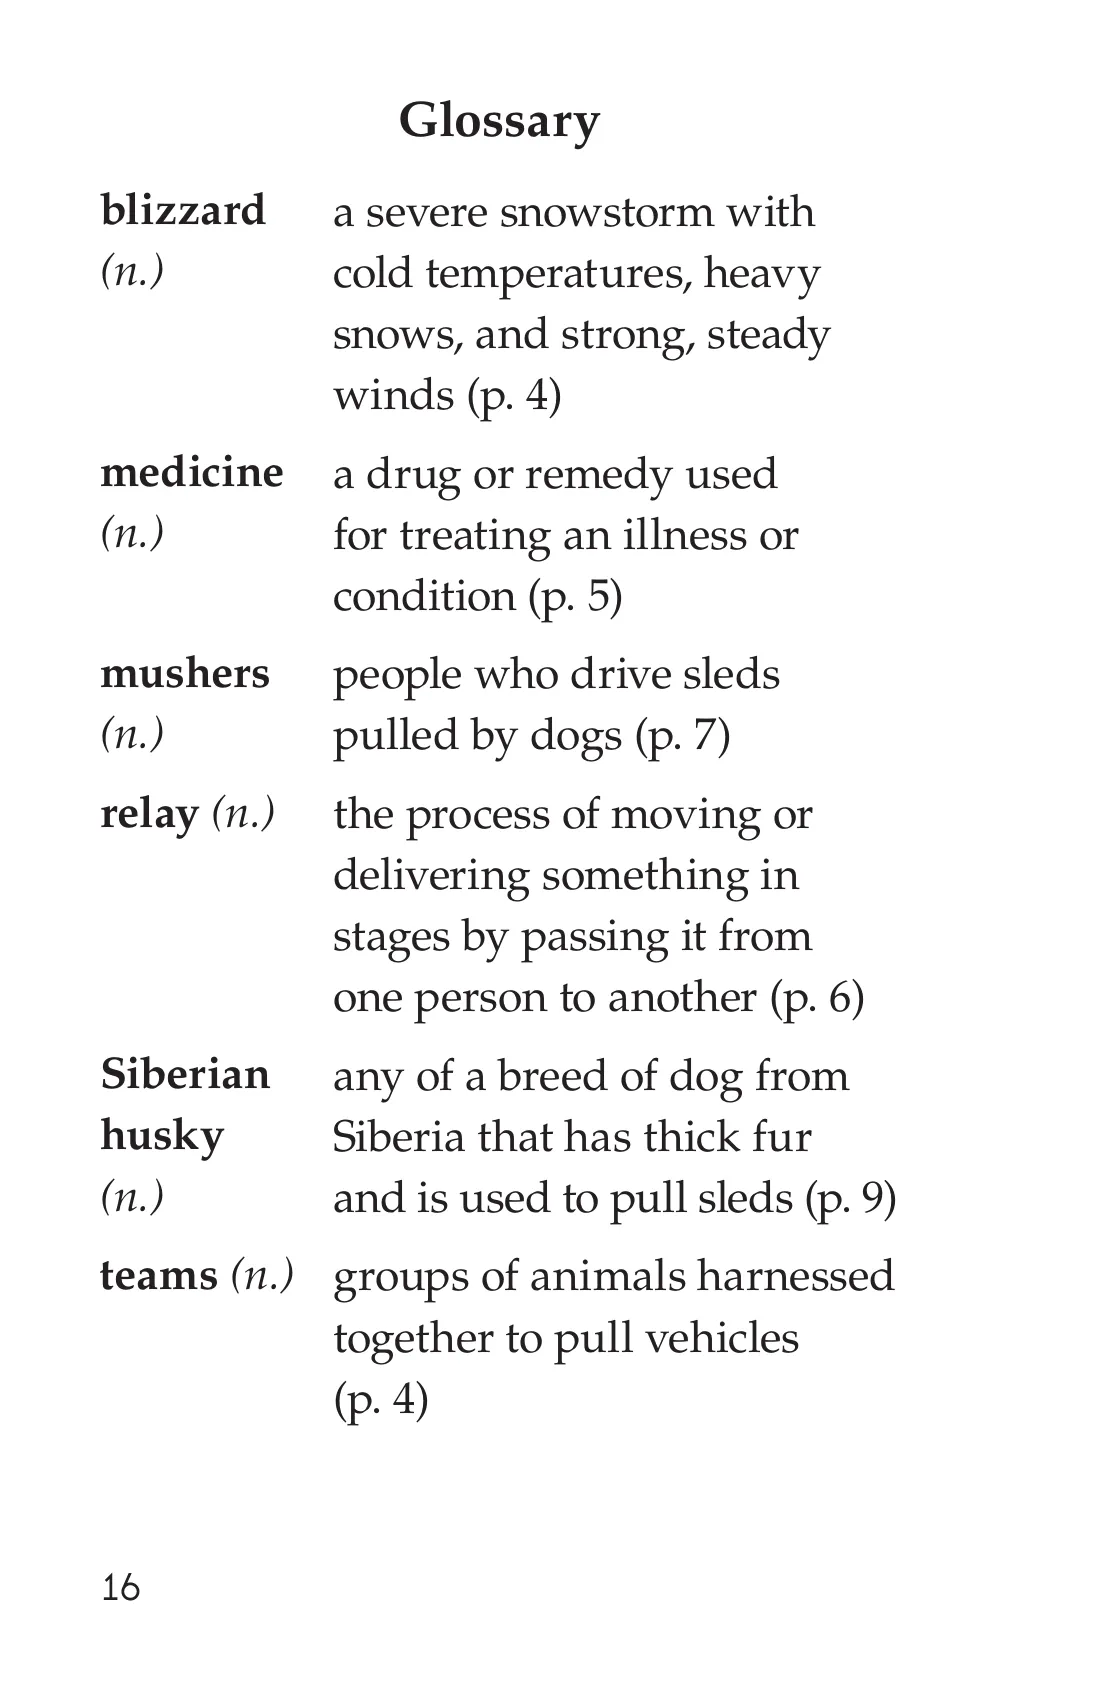 Glossary
blizzard a severe snowstorm with
(n.) cold temperatures, heavy
snows, and strong, steady
winds (p. 4)
medicine a drug or remedy used
(n.) for treating an illness or
condition (p. 5)
mushers people who drive sleds
(n.) pulled by dogs (p. 7)
relay (n.) the process of moving or
delivering something in
stages by passing it from
one person to another (p. 6)
Siberian any of a breed of dog from
husky Siberia that has thick fur
(n.) and is used to pull sleds (p. 9)
teams (n.) groups of animals harnessed
together to pull vehicles
(p. 4)
16